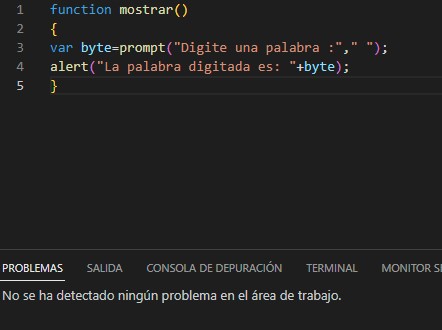 1 function mostrar()
2 {
3 var byte=prompt("Digite una palabra :"," ");
4 alert("La palabra digitada es: "+byte);
5 }
PROBLEMAS SALIDA CONSOLA DE DEPURACIÓN TERMINAL MONITOR SE
No se ha detectado ningún problema en el área de trabajo.